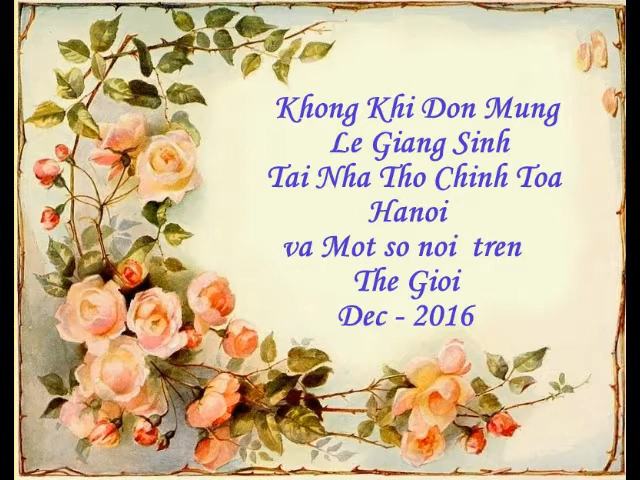 Khong Khi Don Mung
Le Giang Sinh
Tai Nha Tho Chinh Toa
Hanoi
va Mot so noi tren
The Gioi
Dec - 2016